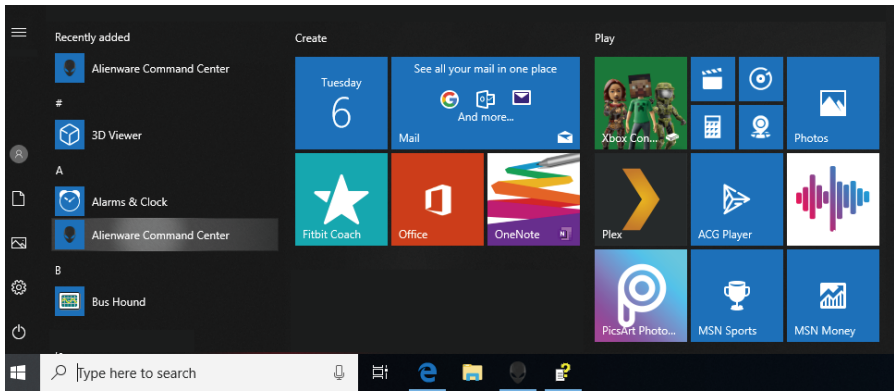 Recently added
Alienware Command Center
#
3D Viewer
A
Alarms & Clock
Alienware Command Center
B
Bus Hound
Create
Tuesday
6
See all your mail in one place
And more...
Mail
Fitbit Coach
Office
OneNote
Play
Xbox Con...
Photos
Plex
ACG Player
PicsArt Photo...
MSN Sports
MSN Money
Type here to search